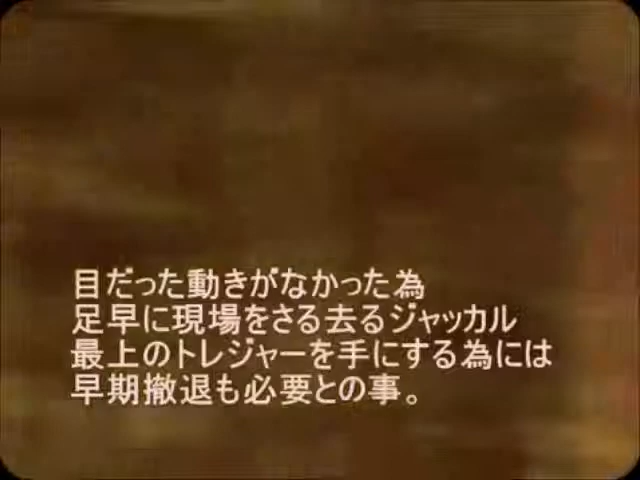 目だった動きがなかった為
足早に現場をさる去るジャッカル
最上のトレジャーを手にする為には
早期撤退も必要との事。